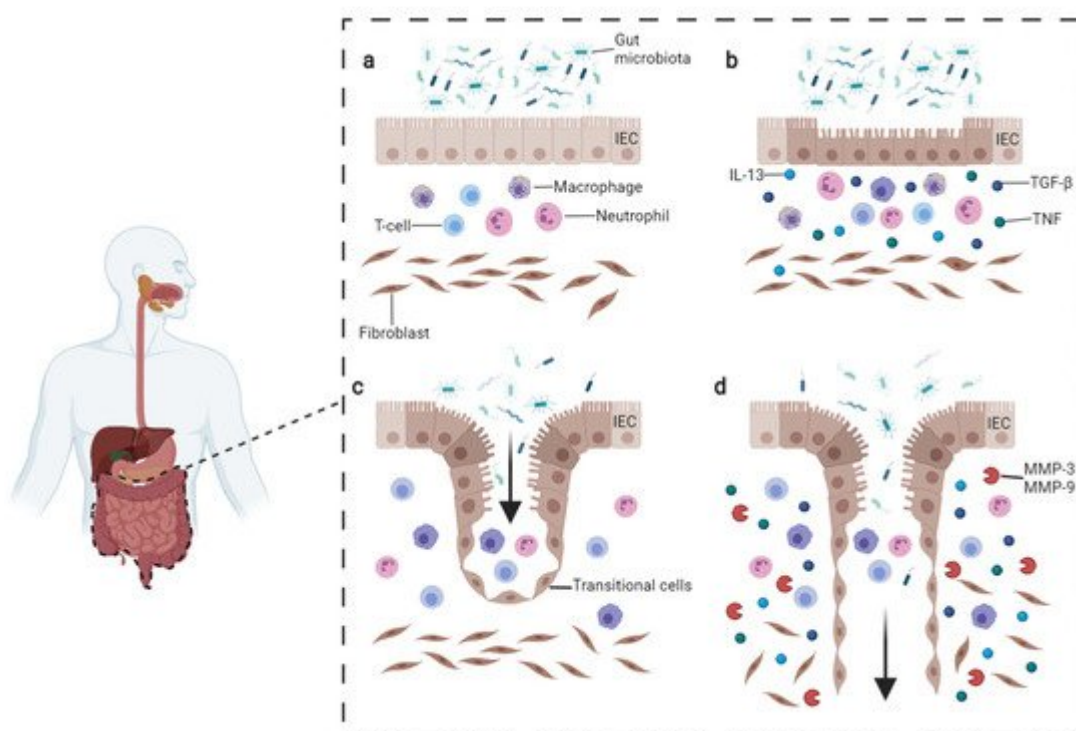 a
Gut
microbiota
IEC
Macrophage
T-cell
Neutrophil
Fibroblast
b
IEC
IL-13
TGF-β
TNF
c
IEC
Transitional cells
d
IEC
MMP-3
MMP-9